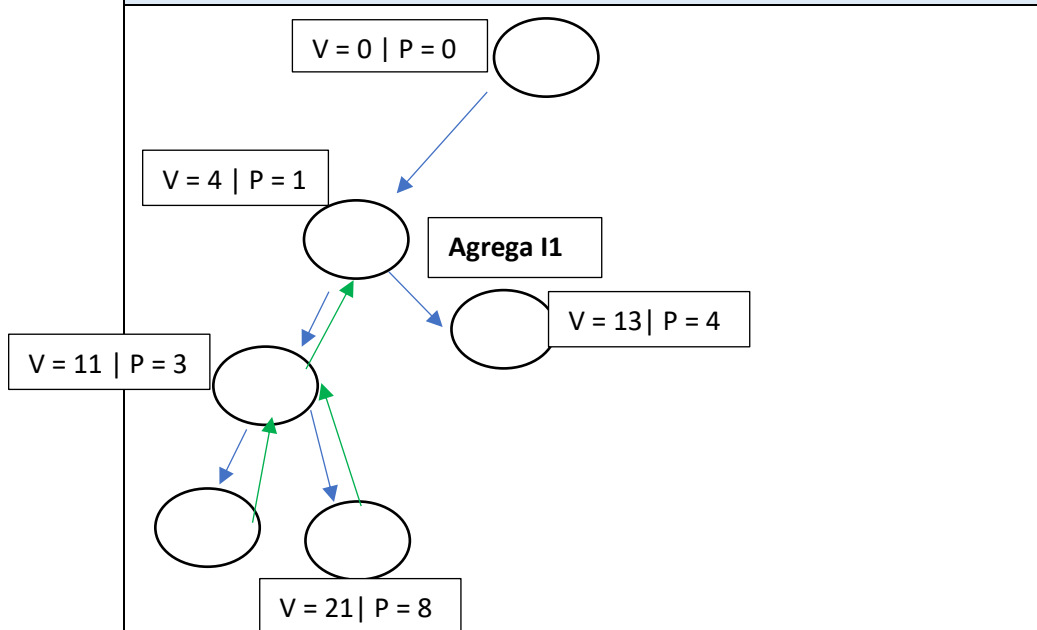 V = 0 | P = 0
V = 4 | P = 1
Agrega I1
V = 13| P = 4
V = 11 | P = 3
V = 21| P = 8